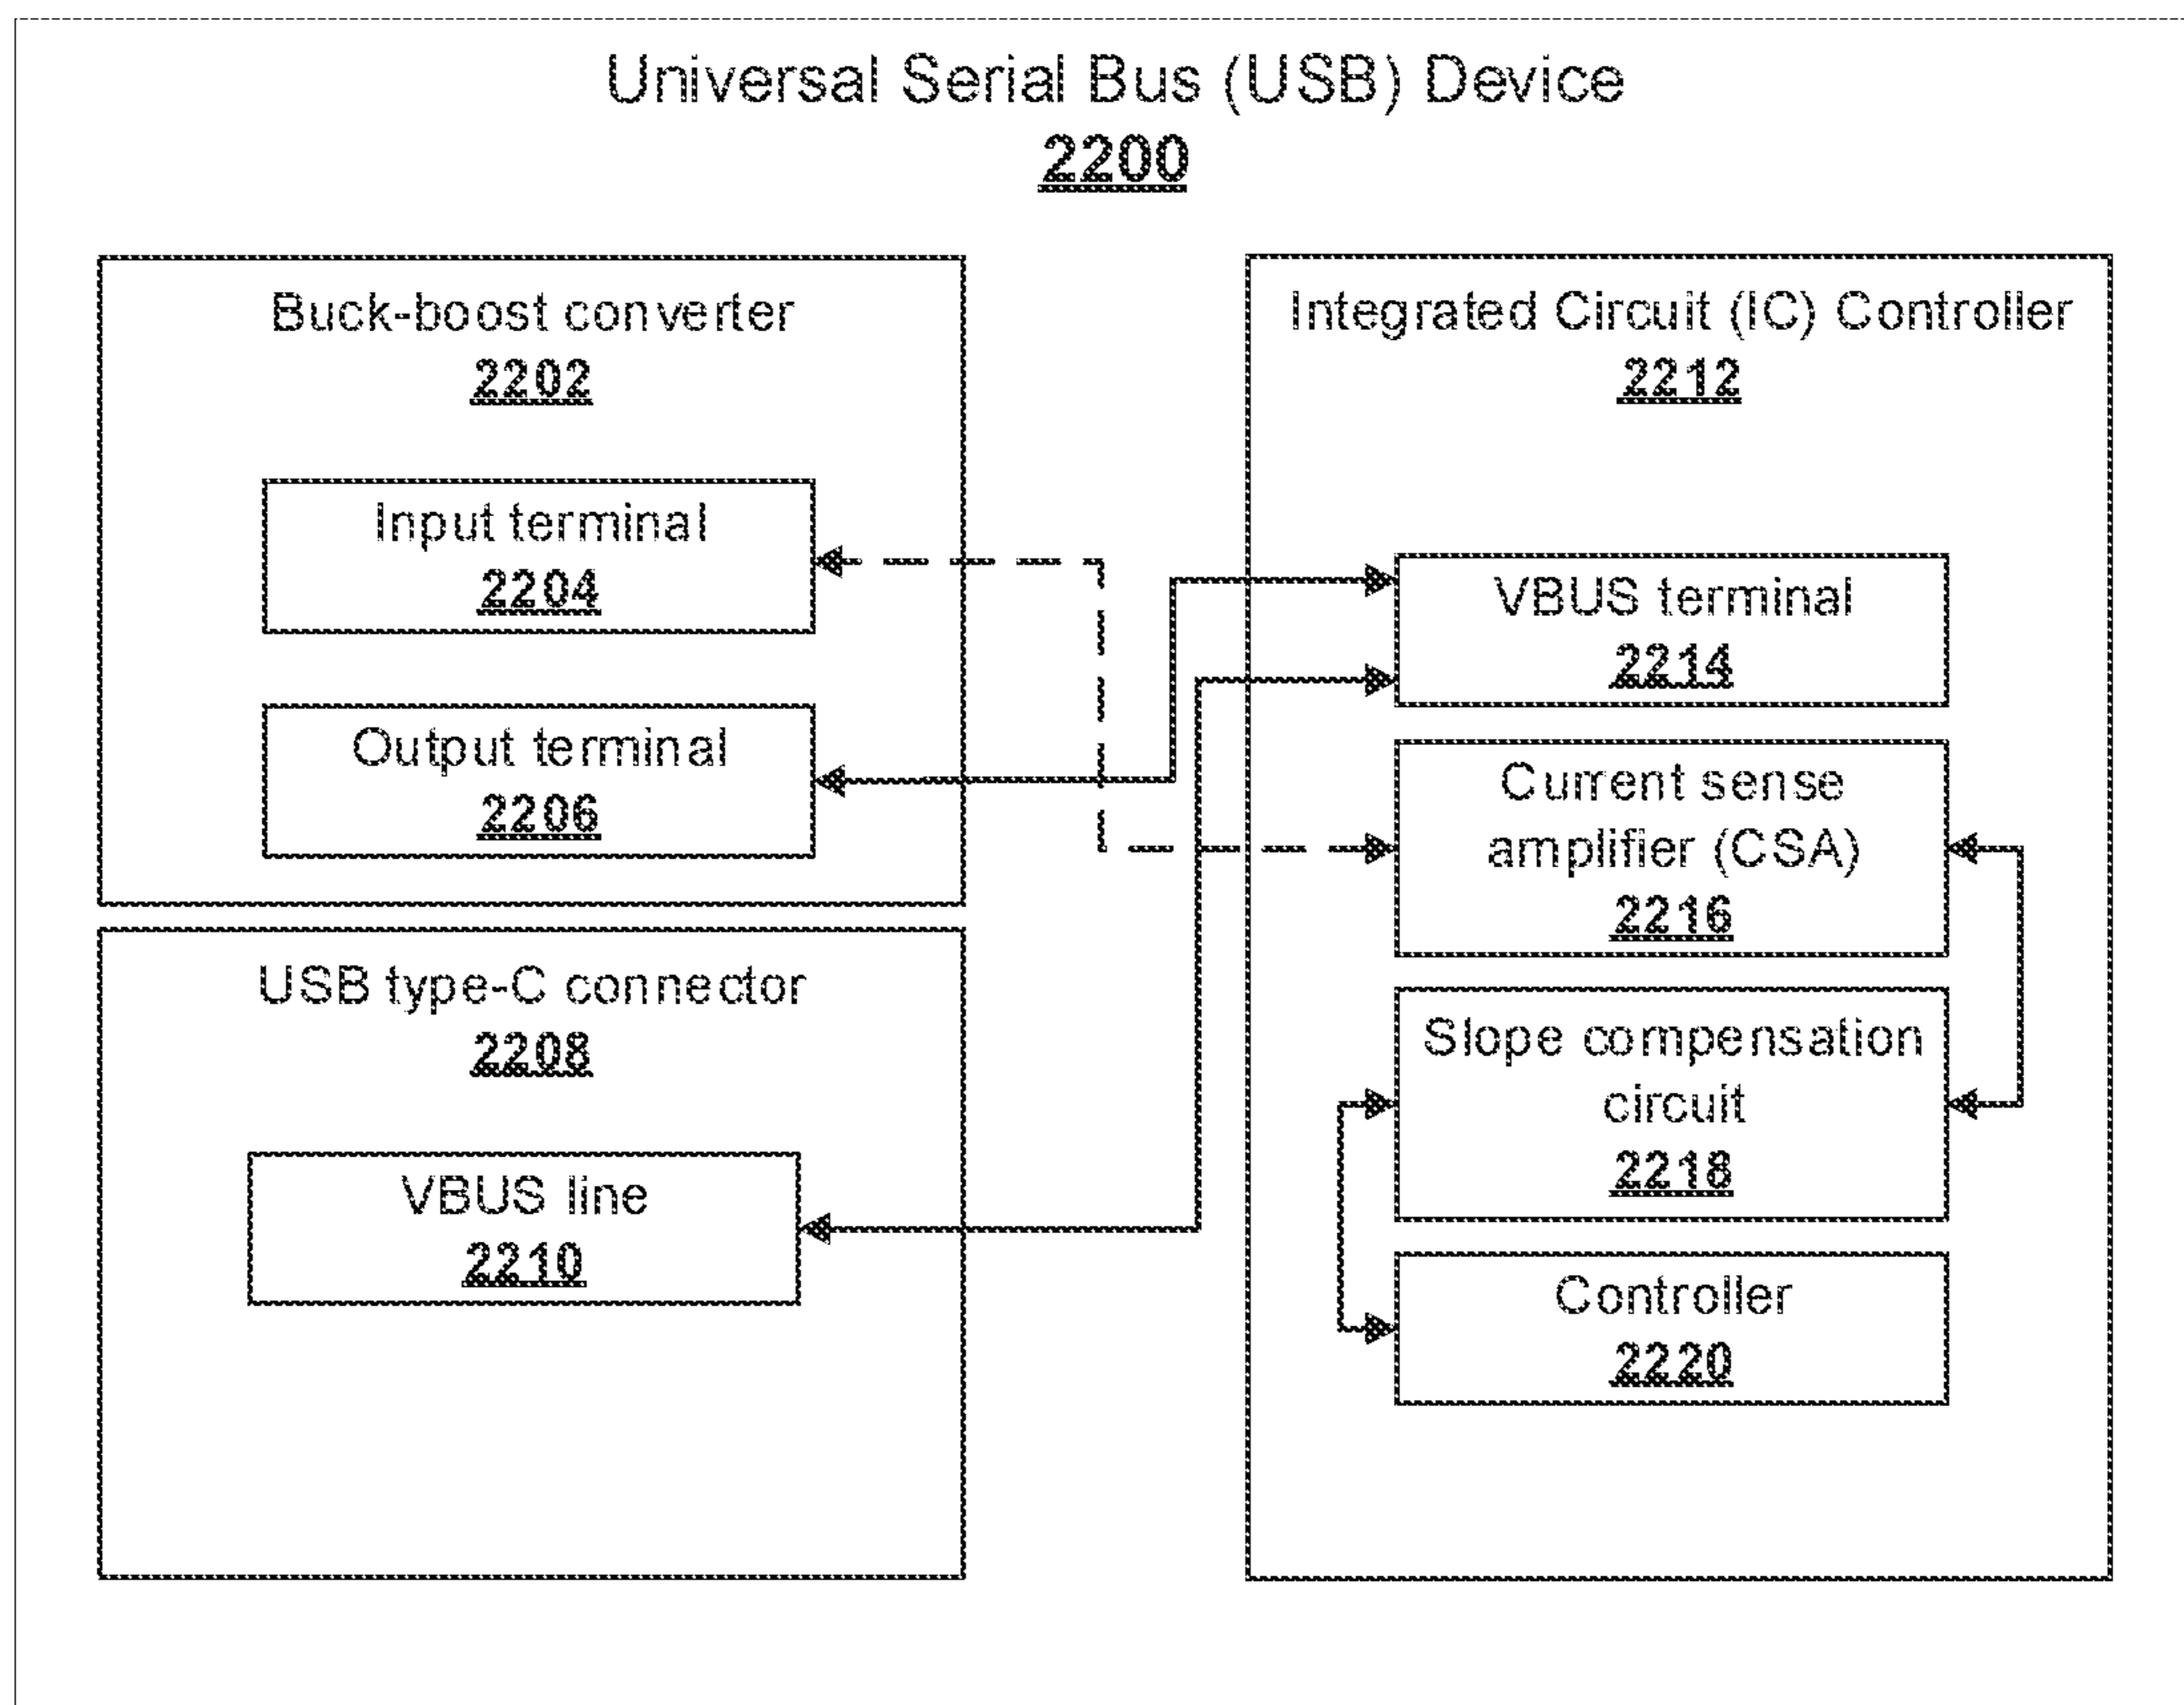 Universal Serial Bus (USB) Device
2200
Buck-boost converter
2202
Input terminal
2204
Output terminal
2206
USB type-C connector
2208
VBUS line
2210
Integrated Circuit (IC) Controller
2212
VBUS terminal
2214
Current sense
amplifier (CSA)
2216
Slope compensation
circuit
2218
Controller
2220